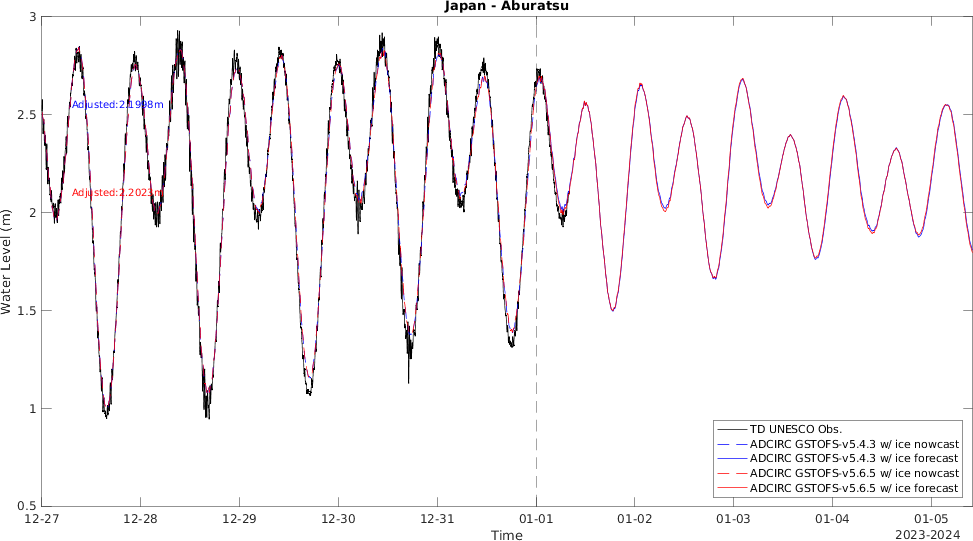 Japan - Aburatsu
3
2.5
2
1.5
1
0.5
Water Level (m)
Adjusted:2.1998m
Adjusted:2.2023m
TD UNESCO Obs.
ADCIRC GSTOFS-v5.4.3 w/ ice nowcast
ADCIRC GSTOFS-v5.4.3 w/ ice forecast
ADCIRC GSTOFS-v5.6.5 w/ ice nowcast
ADCIRC GSTOFS-v5.6.5 w/ ice forecast
12-27 12-28 12-29 12-30 12-31 01-01 01-02 01-03 01-04 01-05
Time
2023-2024